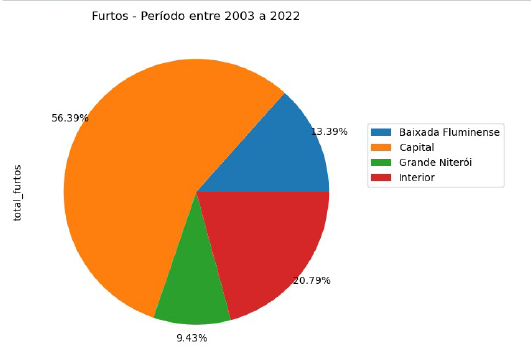 Furtos - Período entre 2003 a 2022
56.39%
13.39%
Baixada Fluminense
Capital
Grande Niterói
Interior
total_furtos
20.79%
9.43%